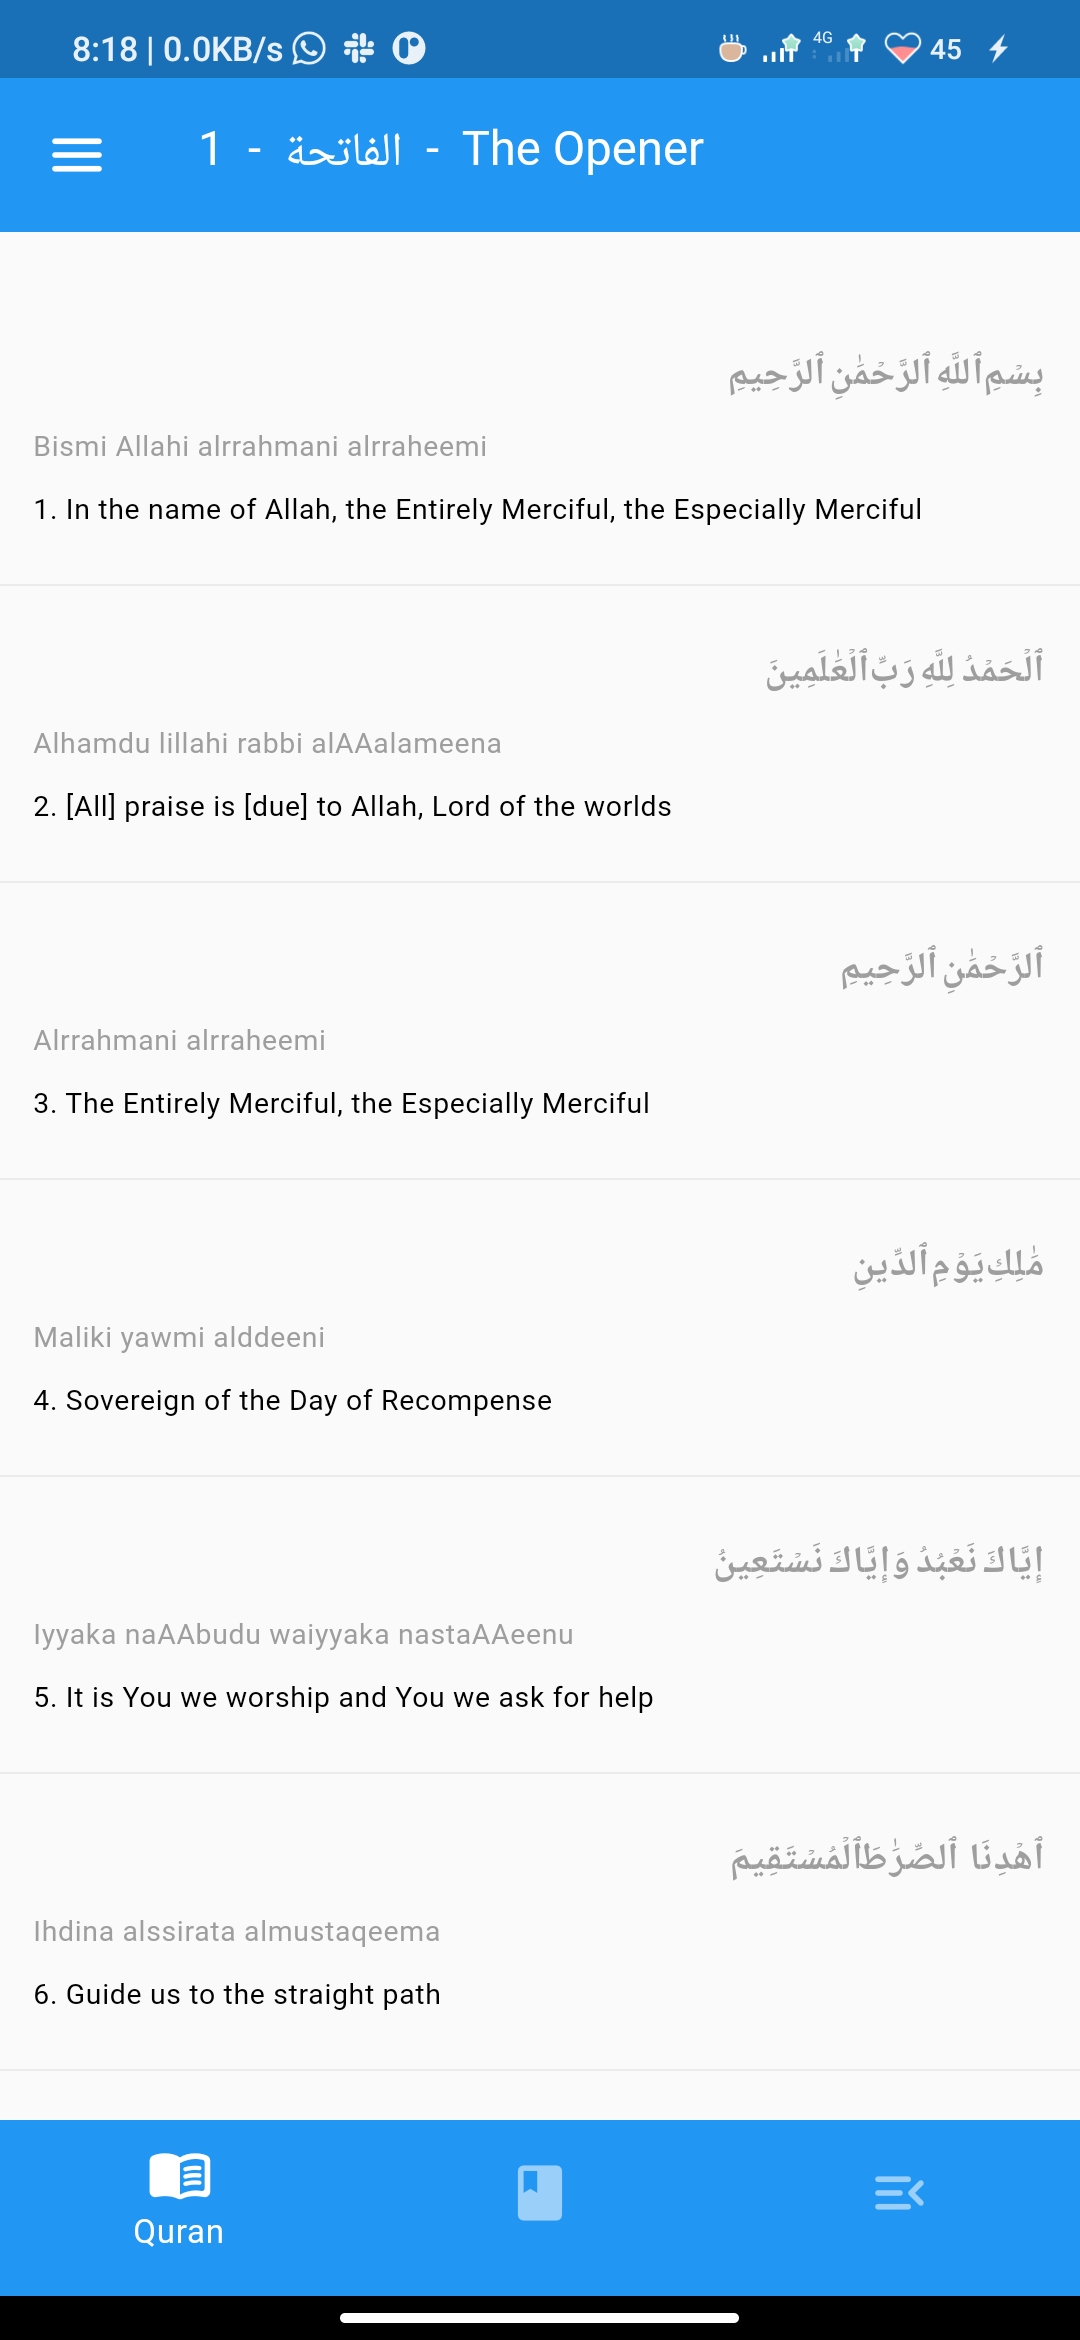 8:18 | 0.0KB/s 4G 45
1 - الفاتحة - The Opener
بِسْمِ ٱللَّهِ ٱلرَّحْمَٰنِ ٱلرَّحِيمِ
Bismi Allahi alrrahmani alrraheemi
1. In the name of Allah, the Entirely Merciful, the Especially Merciful
ٱلْحَمْدُ لِلَّهِ رَبِّ ٱلْعَٰلَمِينَ
Alhamdu lillahi rabbi alAAalameena
2. [All] praise is [due] to Allah, Lord of the worlds
ٱلرَّحْمَٰنِ ٱلرَّحِيمِ
Alrrahmani alrraheemi
3. The Entirely Merciful, the Especially Merciful
مَٰلِكِ يَوْمِ ٱلدِّينِ
Maliki yawmi alddeeni
4. Sovereign of the Day of Recompense
إِيَّاكَ نَعْبُدُ وَإِيَّاكَ نَسْتَعِينُ
Iyyaka naAAbudu waiyyaka nastaAAeenu
5. It is You we worship and You we ask for help
ٱهْدِنَا ٱلصِّرَٰطَ ٱلْمُسْتَقِيمَ
Ihdina alssirata almustaqeema
6. Guide us to the straight path
Quran